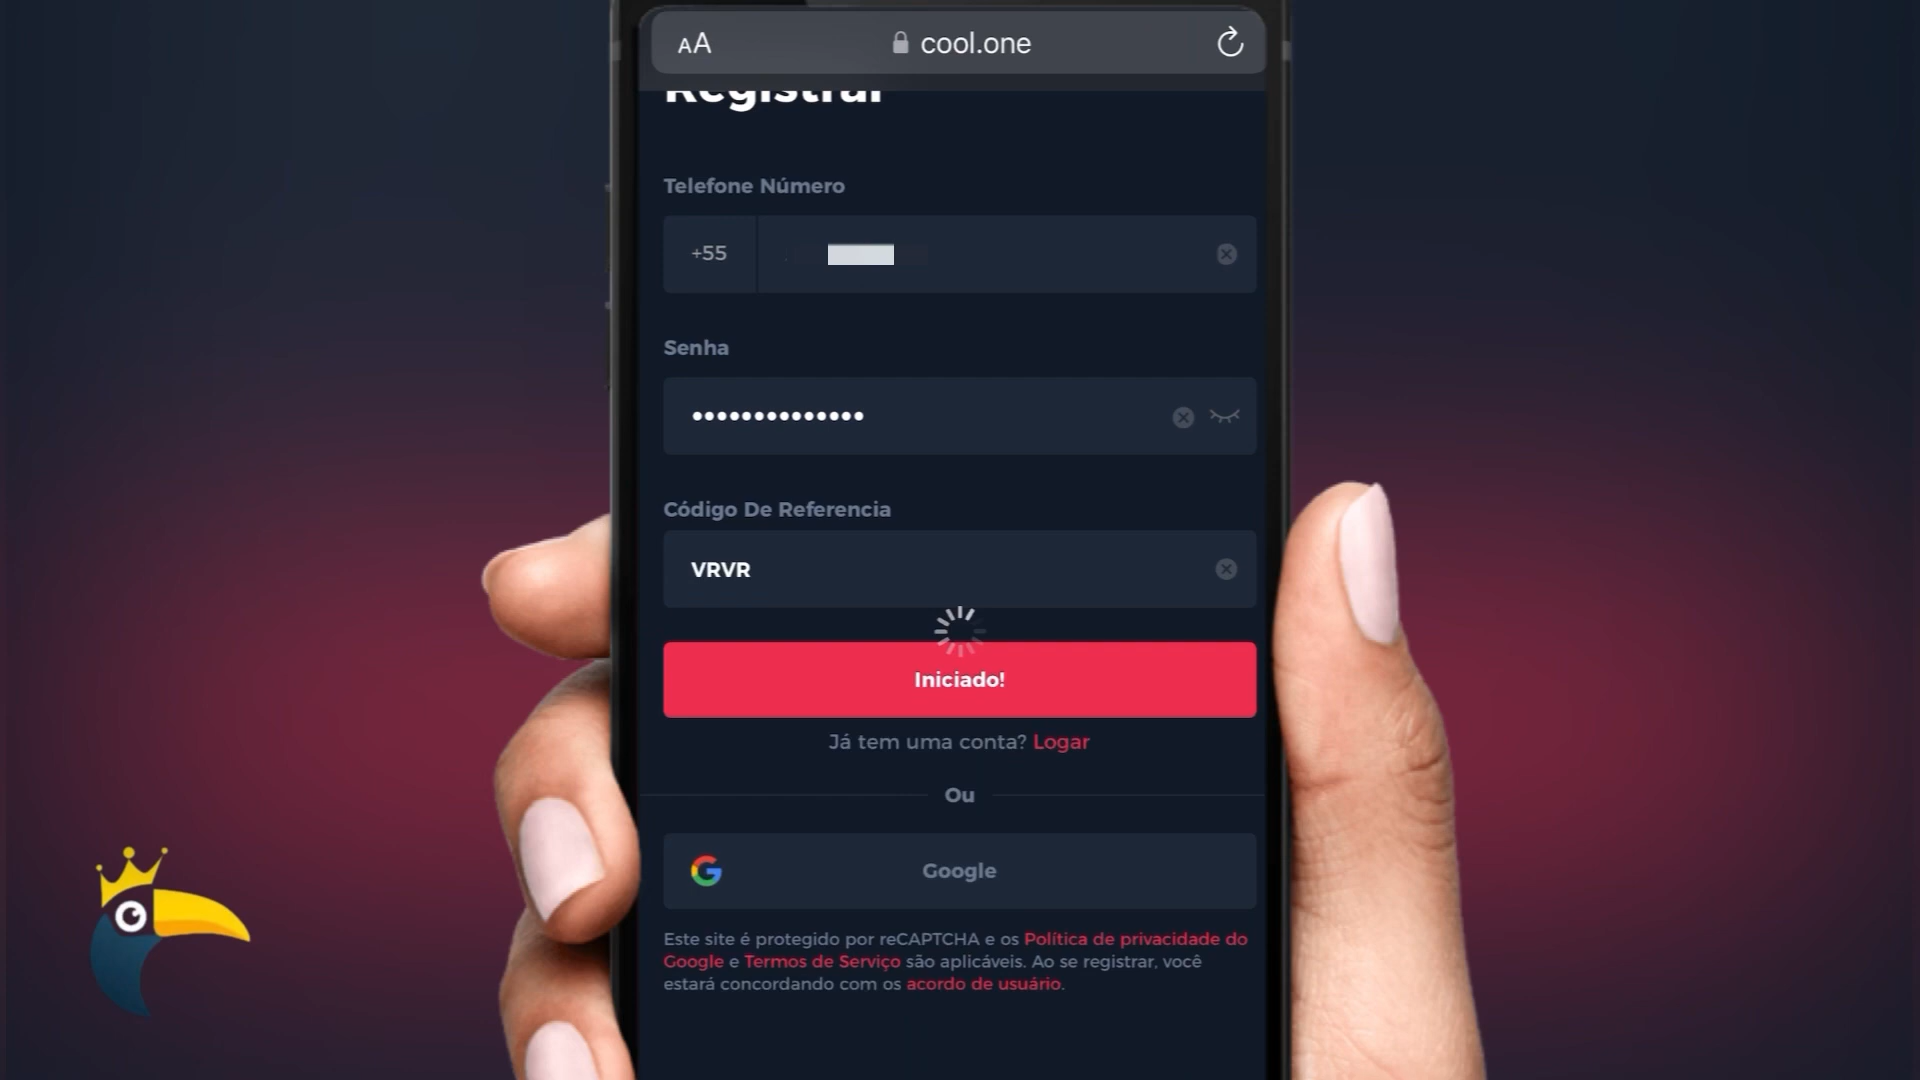 AA cool.one
Registrar
Telefone Número
+55
Senha
••••••••••••••
Código De Referencia
VRVR
Iniciado!
Já tem uma conta? Logar
Ou
Google
Este site é protegido por reCAPTCHA e os Política de privacidade do
Google e Termos de Serviço são aplicáveis. Ao se registrar, você
estará concordando com os acordo de usuário.